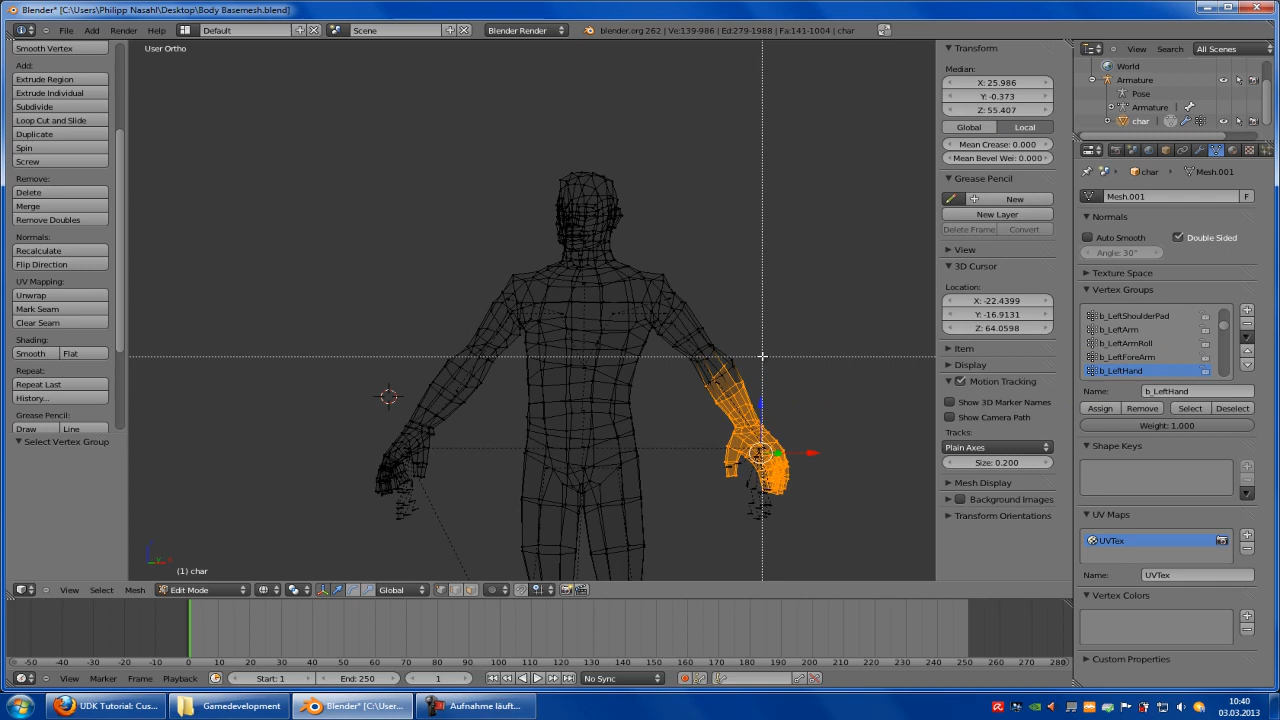 Blender* [C:\Users\Philipp Nasahl\Desktop\Body Basemesh.blend]
File Add Render Help Default Scene Blender Render blender.org 262 | Ve:139-986 | Ed:279-1988 | Fa:141-1004 | char
View Search All Scenes
Smooth Vertex
Add:
Extrude Region
Extrude Individual
Subdivide
Loop Cut and Slide
Duplicate
Spin
Screw
Remove:
Delete
Merge
Remove Doubles
Normals:
Recalculate
Flip Direction
UV Mapping:
Unwrap
Mark Seam
Clear Seam
Shading:
Smooth Flat
Repeat:
Repeat Last
History...
Grease Pencil:
Draw Line
Select Vertex Group
User Ortho
(1) char
Transform
Median:
X: 25.986
Y: -0.373
Z: 55.407
Global Local
Mean Crease: 0.000
Mean Bevel Wei: 0.000
Grease Pencil
New
New Layer
Delete Frame Convert
View
3D Cursor
Location:
X: -22.4399
Y: -16.9131
Z: 64.0598
Item
Display
Motion Tracking
Show 3D Marker Names
Show Camera Path
Tracks:
Plain Axes
Size: 0.200
Mesh Display
Background Images
Transform Orientations
World
Armature
Pose
Armature
char
char Mesh.001
Mesh.001 F
Normals
Auto Smooth Double Sided
Angle: 30°
Texture Space
Vertex Groups
b_LeftShoulderPad
b_LeftArm
b_LeftArmRoll
b_LeftForeArm
b_LeftHand
Name: b_LeftHand
Assign Remove Select Deselect
Weight: 1.000
Shape Keys
UV Maps
UVTex
Name: UVTex
Vertex Colors
Custom Properties
View Select Mesh Edit Mode Global
-50 -40 -30 -20 -10 0 10 20 30 40 50 60 70 80 90 100 110 120 130 140 150 160 170 180 190 200 210 220 230 240 250 260 270 280
View Marker Frame Playback Start: 1 End: 250 1 No Sync
UDK Tutorial: Cus... Gamedevelopment Blender* [C:\User... Aufnahme läuft...
10:40
03.03.2013